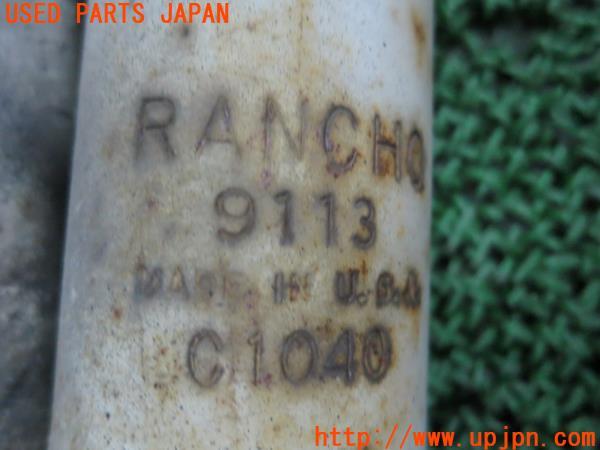 USED PARTS JAPAN
RANCHO
9113
MADE IN U.S.A
C1040
http://www.upjpn.com